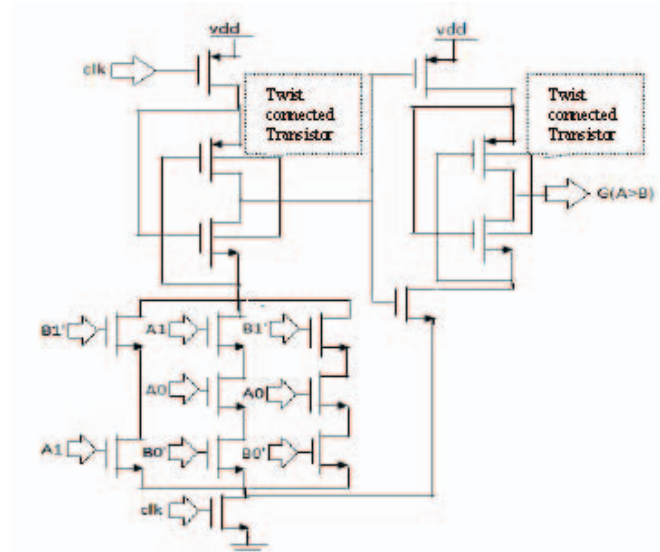 vdd
vdd
clk
Twist
connected
Transistor
Twist
connected
Transistor
G(A>B)
B1'
A1
B1'
A0
A0
A1
B0'
B0'
clk